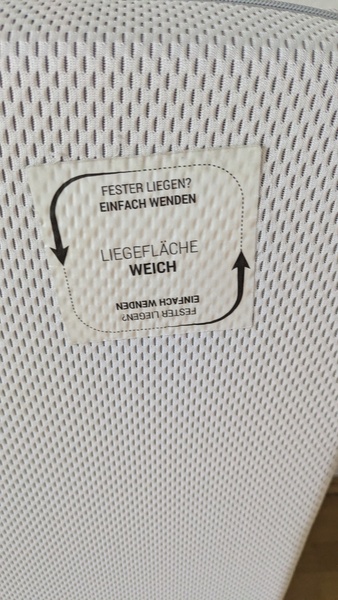 FESTER LIEGEN?
EINFACH WENDEN
LIEGEFLÄCHE
WEICH
FESTER LIEGEN?
EINFACH WENDEN